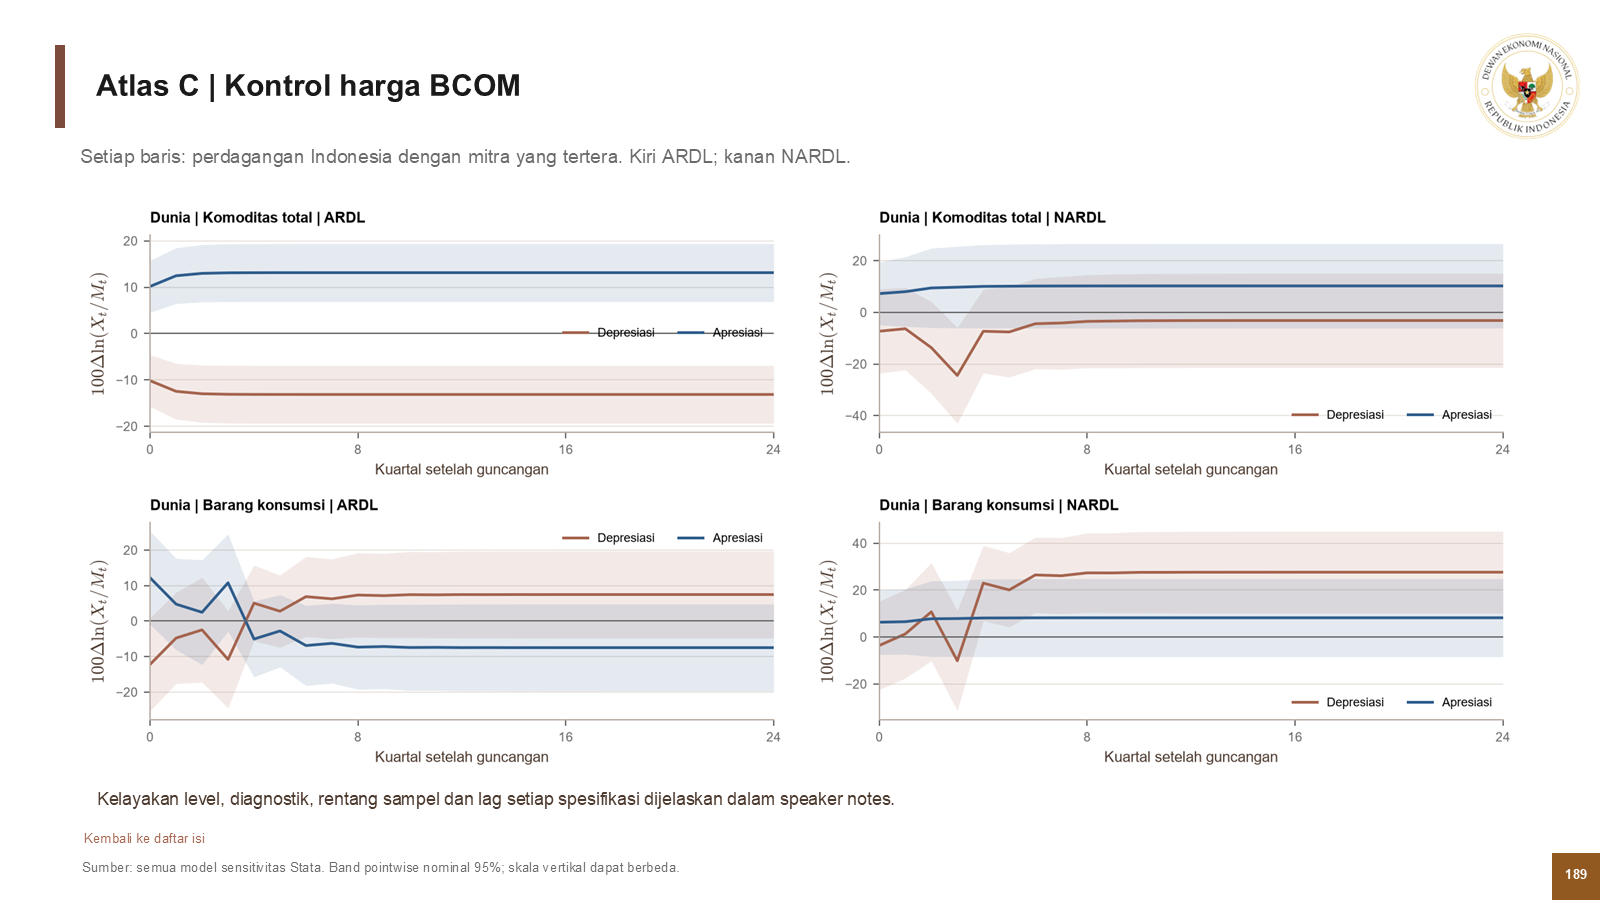 Atlas C | Kontrol harga BCOM
DEWAN EKONOMI NASIONAL
REPUBLIK INDONESIA
Setiap baris: perdagangan Indonesia dengan mitra yang tertera. Kiri ARDL; kanan NARDL.
Dunia | Komoditas total | ARDL
100Δln(Xt/Mt)
20
10
0
−10
−20
Depresiasi
Apresiasi
0 8 16 24
Kuartal setelah guncangan
Dunia | Komoditas total | NARDL
100Δln(Xt/Mt)
20
0
−20
−40
Depresiasi
Apresiasi
0 8 16 24
Kuartal setelah guncangan
Dunia | Barang konsumsi | ARDL
100Δln(Xt/Mt)
20
10
0
−10
−20
Depresiasi
Apresiasi
0 8 16 24
Kuartal setelah guncangan
Dunia | Barang konsumsi | NARDL
100Δln(Xt/Mt)
40
20
0
−20
Depresiasi
Apresiasi
0 8 16 24
Kuartal setelah guncangan
Kelayakan level, diagnostik, rentang sampel dan lag setiap spesifikasi dijelaskan dalam speaker notes.
Kembali ke daftar isi
Sumber: semua model sensitivitas Stata. Band pointwise nominal 95%; skala vertikal dapat berbeda.
189